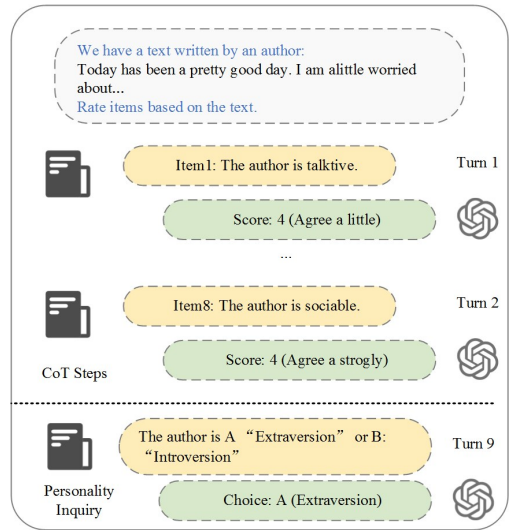 We have a text written by an author:
Today has been a pretty good day. I am alittle worried
about...
Rate items based on the text.
Item1: The author is talktive.
Turn 1
Score: 4 (Agree a little)
...
Item8: The author is sociable.
Turn 2
Score: 4 (Agree a strogly)
CoT Steps
The author is A “Extraversion” or B:
“Introversion”
Turn 9
Personality
Inquiry
Choice: A (Extraversion)